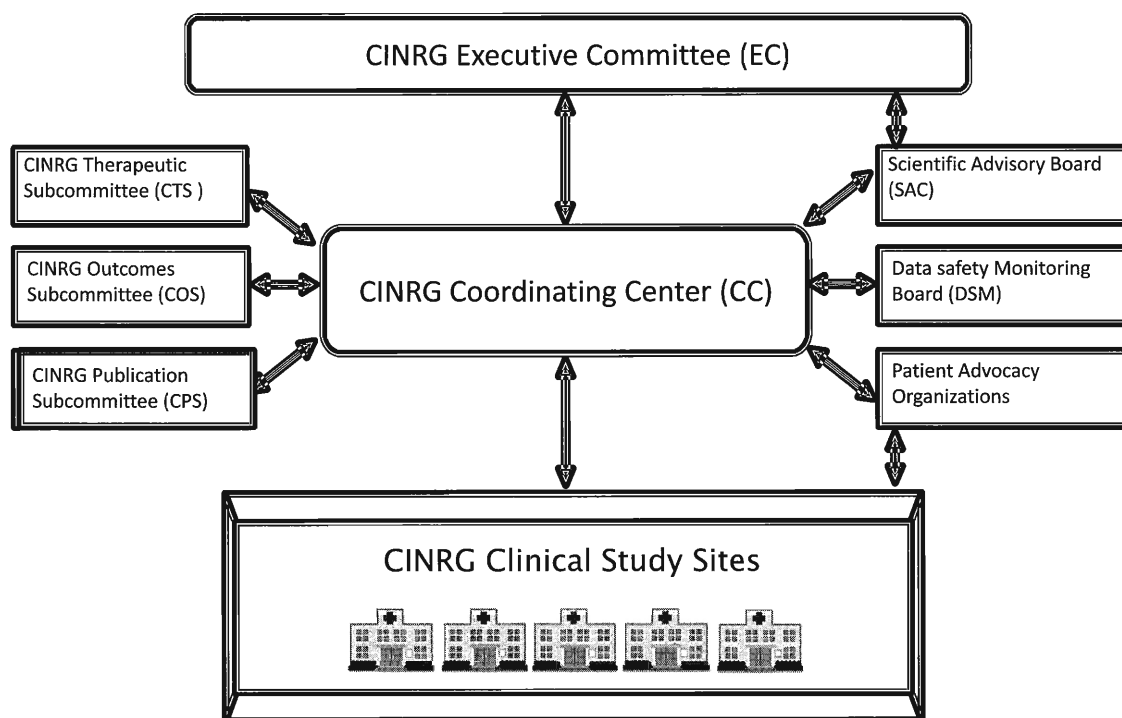 CINRG Executive Committee (EC)
CINRG Therapeutic
Subcommittee (CTS )
Scientific Advisory Board
(SAC)
CINRG Outcomes
Subcommittee (COS)
CINRG Coordinating Center (CC)
Data safety Monitoring
Board (DSM)
CINRG Publication
Subcommittee (CPS)
Patient Advocacy
Organizations
CINRG Clinical Study Sites